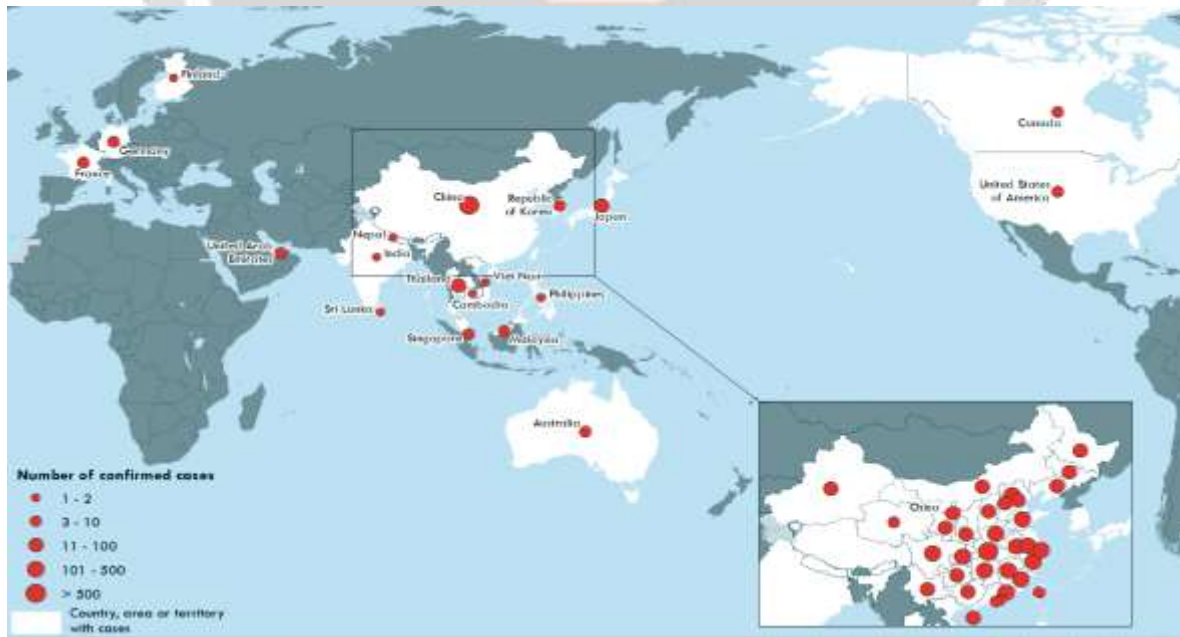 Finland
Germany
France
Canada
United States
of America
China
Republic
of Korea
Japan
Nepal
India
United Arab
Emirates
Thailand
Viet Nam
Cambodia
Philippines
Sri Lanka
Singapore
Malaysia
Australia
China
Number of confirmed cases
1 - 2
3 - 10
11 - 100
101 - 500
> 500
Country, area or territory
with cases